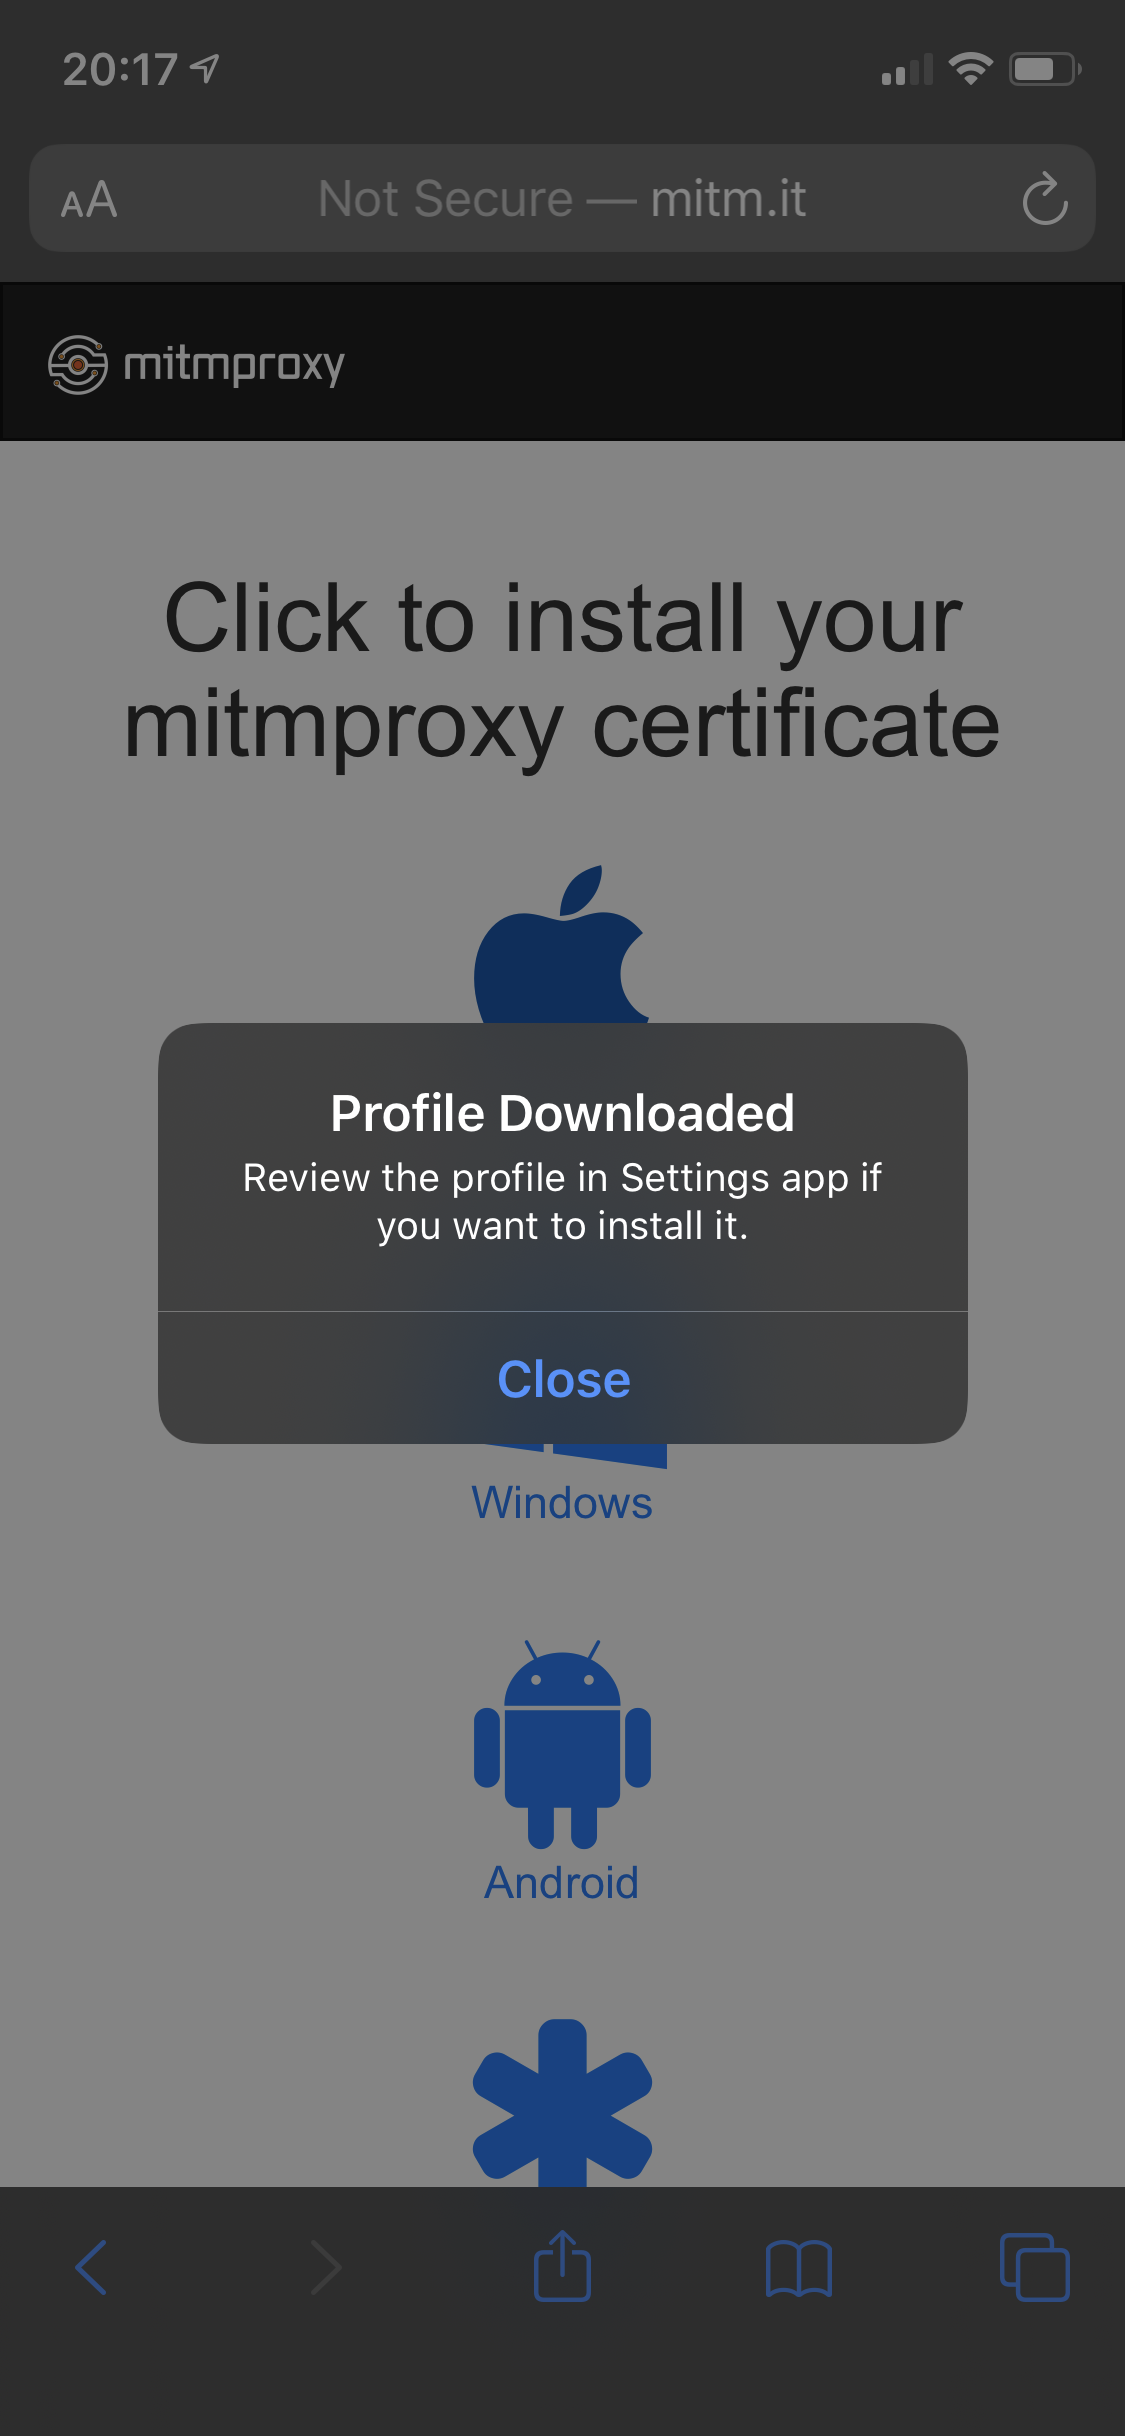 20:17
AA
Not Secure — mitm.it
mitmproxy
Click to install your
mitmproxy certificate
Profile Downloaded
Review the profile in Settings app if
you want to install it.
Close
Windows
Android